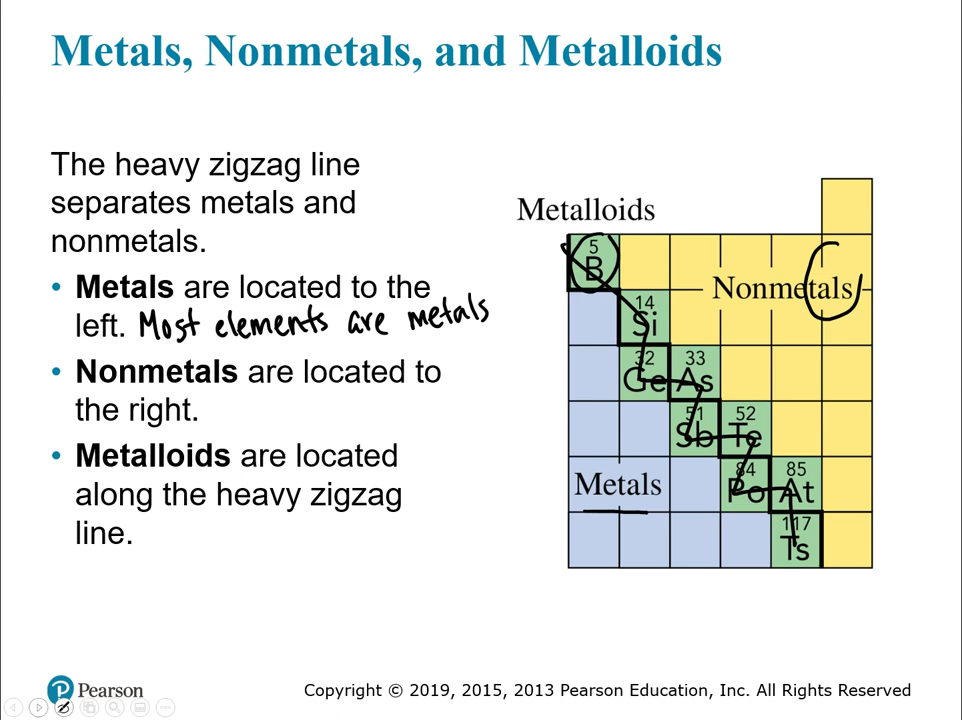 Metals, Nonmetals, and Metalloids
The heavy zigzag line
separates metals and
nonmetals.
• Metals are located to the
left. Most elements are metals
• Nonmetals are located to
the right.
• Metalloids are located
along the heavy zigzag
line.
Metalloids
5
B
Nonmetals
14
Si
32 33
Ge As
51 52
Sb Te
84 85
Metals Po At
117
Ts
Pearson
Copyright © 2019, 2015, 2013 Pearson Education, Inc. All Rights Reserved